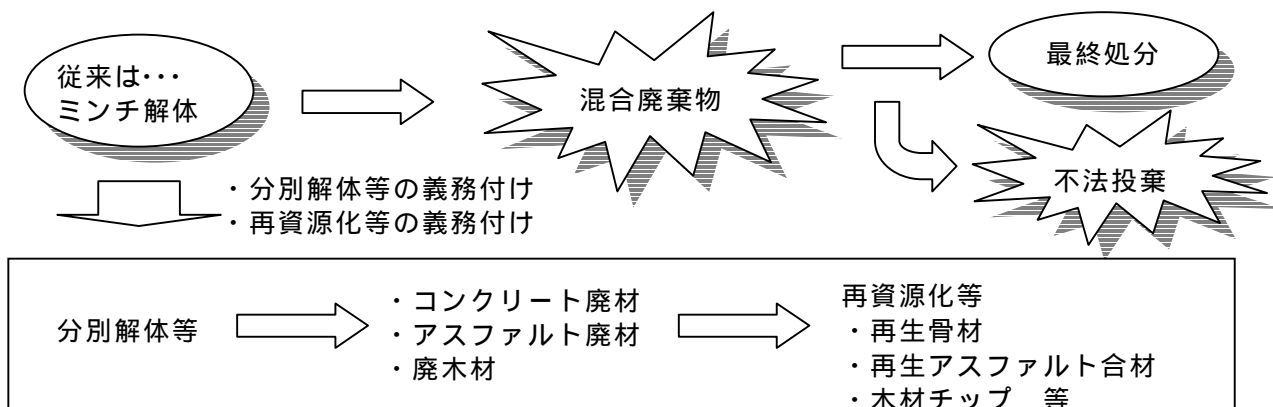 従来は・・・
ミンチ解体
混合廃棄物
最終処分
不法投棄
・分別解体等の義務付け
・再資源化等の義務付け
分別解体等
・コンクリート廃材
・アスファルト廃材
・廃木材
再資源化等
・再生骨材
・再生アスファルト合材
・木材チップ　等